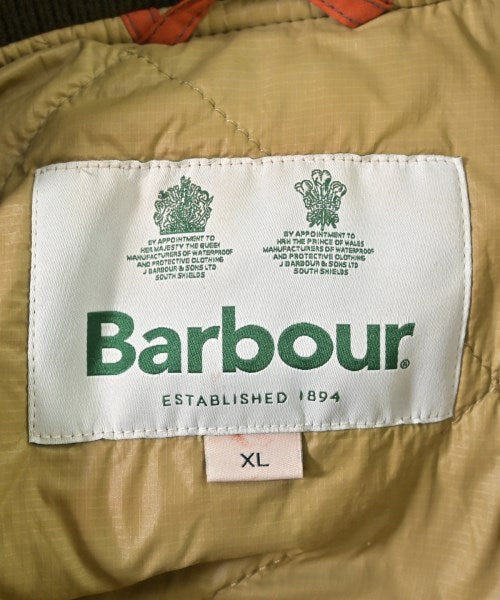 BY APPOINTMENT TO
HER MAJESTY THE QUEEN
MANUFACTURERS OF WATERPROOF
AND PROTECTIVE CLOTHING
J BARBOUR & SONS LTD
SOUTH SHIELDS
BY APPOINTMENT TO
HRH THE PRINCE OF WALES
MANUFACTURERS OF WATERPROOF
AND PROTECTIVE CLOTHING
J BARBOUR & SONS LTD
SOUTH SHIELDS
Barbour®
ESTABLISHED 1894
XL